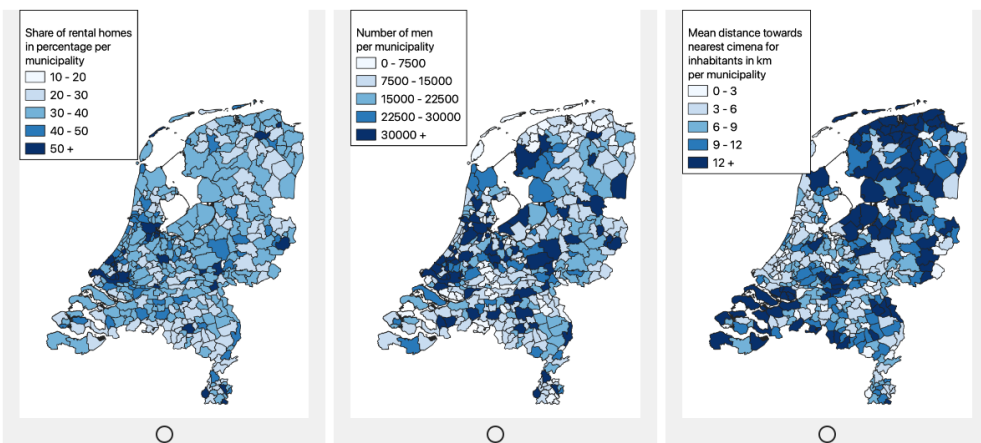 Share of rental homes
in percentage per
municipality
10 - 20
20 - 30
30 - 40
40 - 50
50 +
Number of men
per municipality
0 - 7500
7500 - 15000
15000 - 22500
22500 - 30000
30000 +
Mean distance towards
nearest cimena for
inhabitants in km
per municipality
0 - 3
3 - 6
6 - 9
9 - 12
12 +